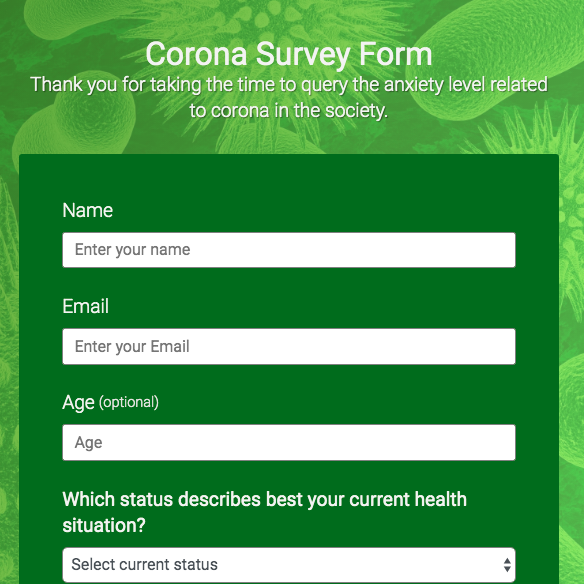 Corona Survey Form
Thank you for taking the time to query the anxiety level related
to corona in the society.
Name
Enter your name
Email
Enter your Email
Age (optional)
Age
Which status describes best your current health
situation?
Select current status